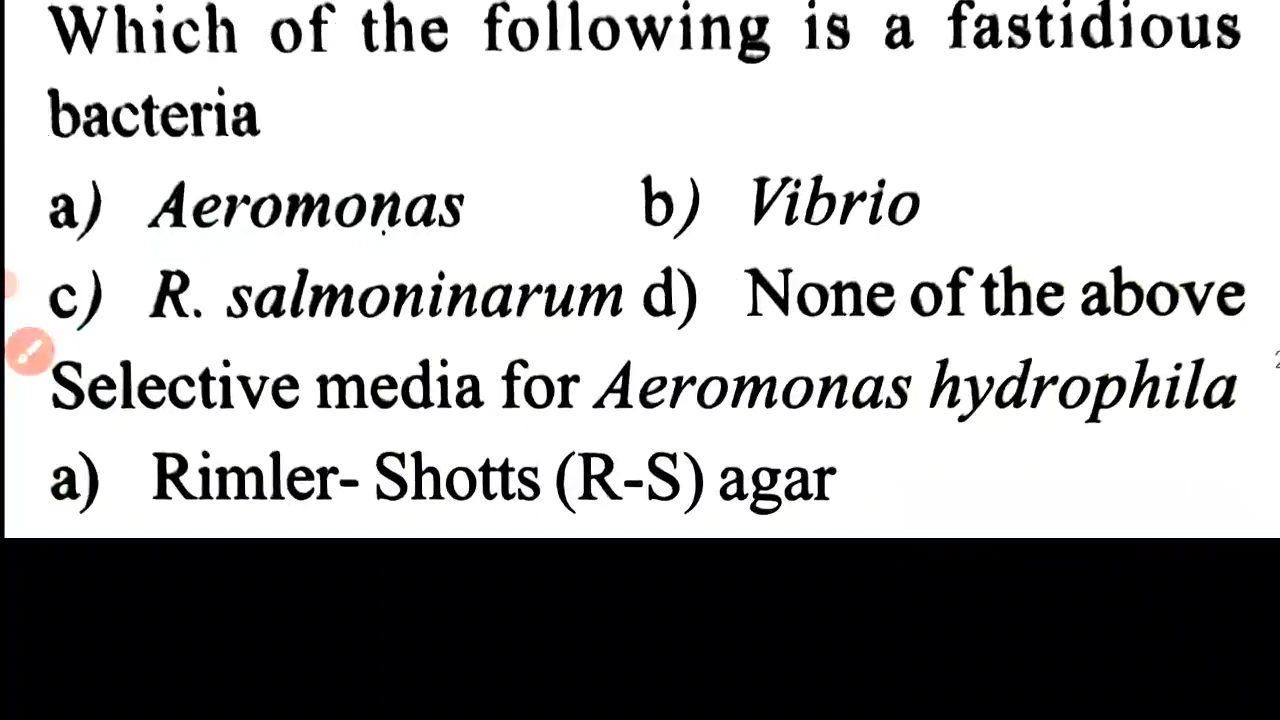 Which of the following is a fastidious
bacteria
a) Aeromonas b) Vibrio
c) R. salmoninarum d) None of the above
Selective media for Aeromonas hydrophila
a) Rimler- Shotts (R-S) agar